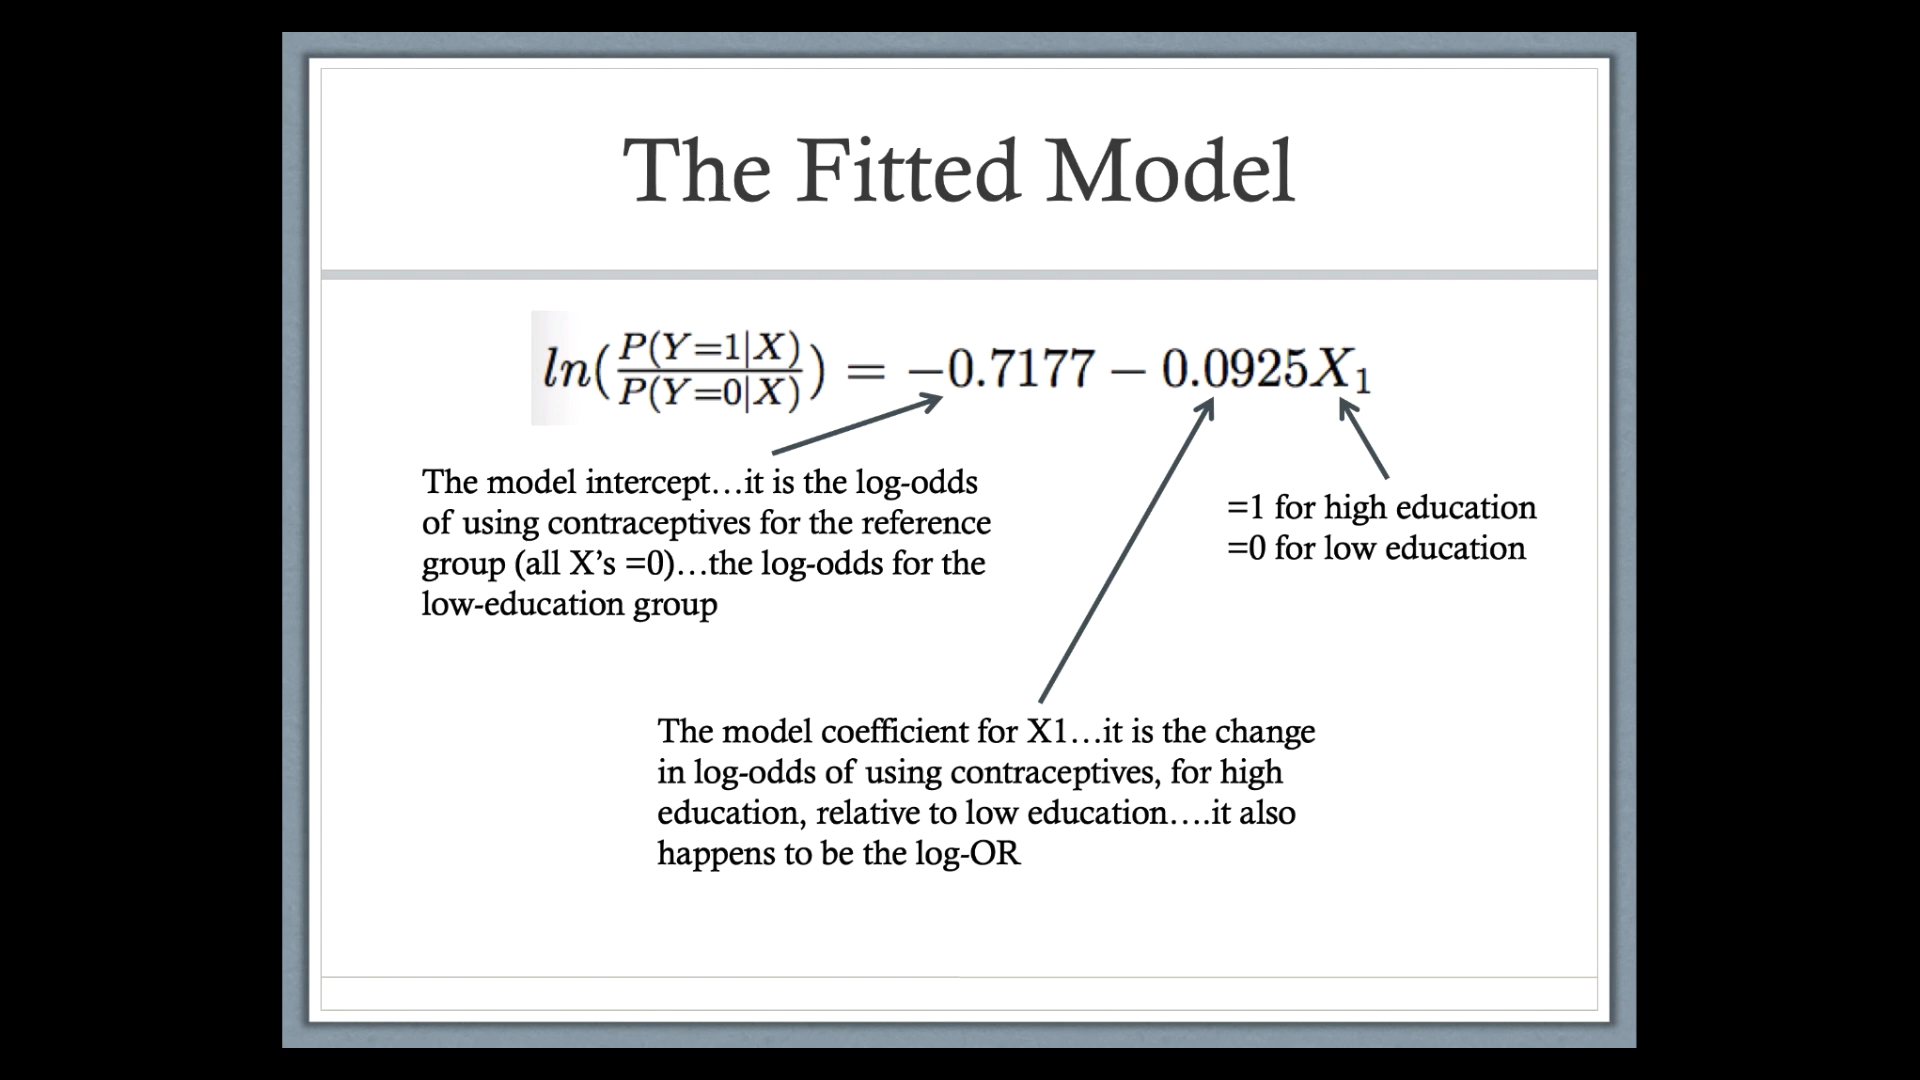 The Fitted Model
ln(P(Y=1|X)/P(Y=0|X)) = −0.7177 − 0.0925X₁
The model intercept…it is the log-odds
of using contraceptives for the reference
group (all X’s =0)…the log-odds for the
low-education group
=1 for high education
=0 for low education
The model coefficient for X1…it is the change
in log-odds of using contraceptives, for high
education, relative to low education….it also
happens to be the log-OR